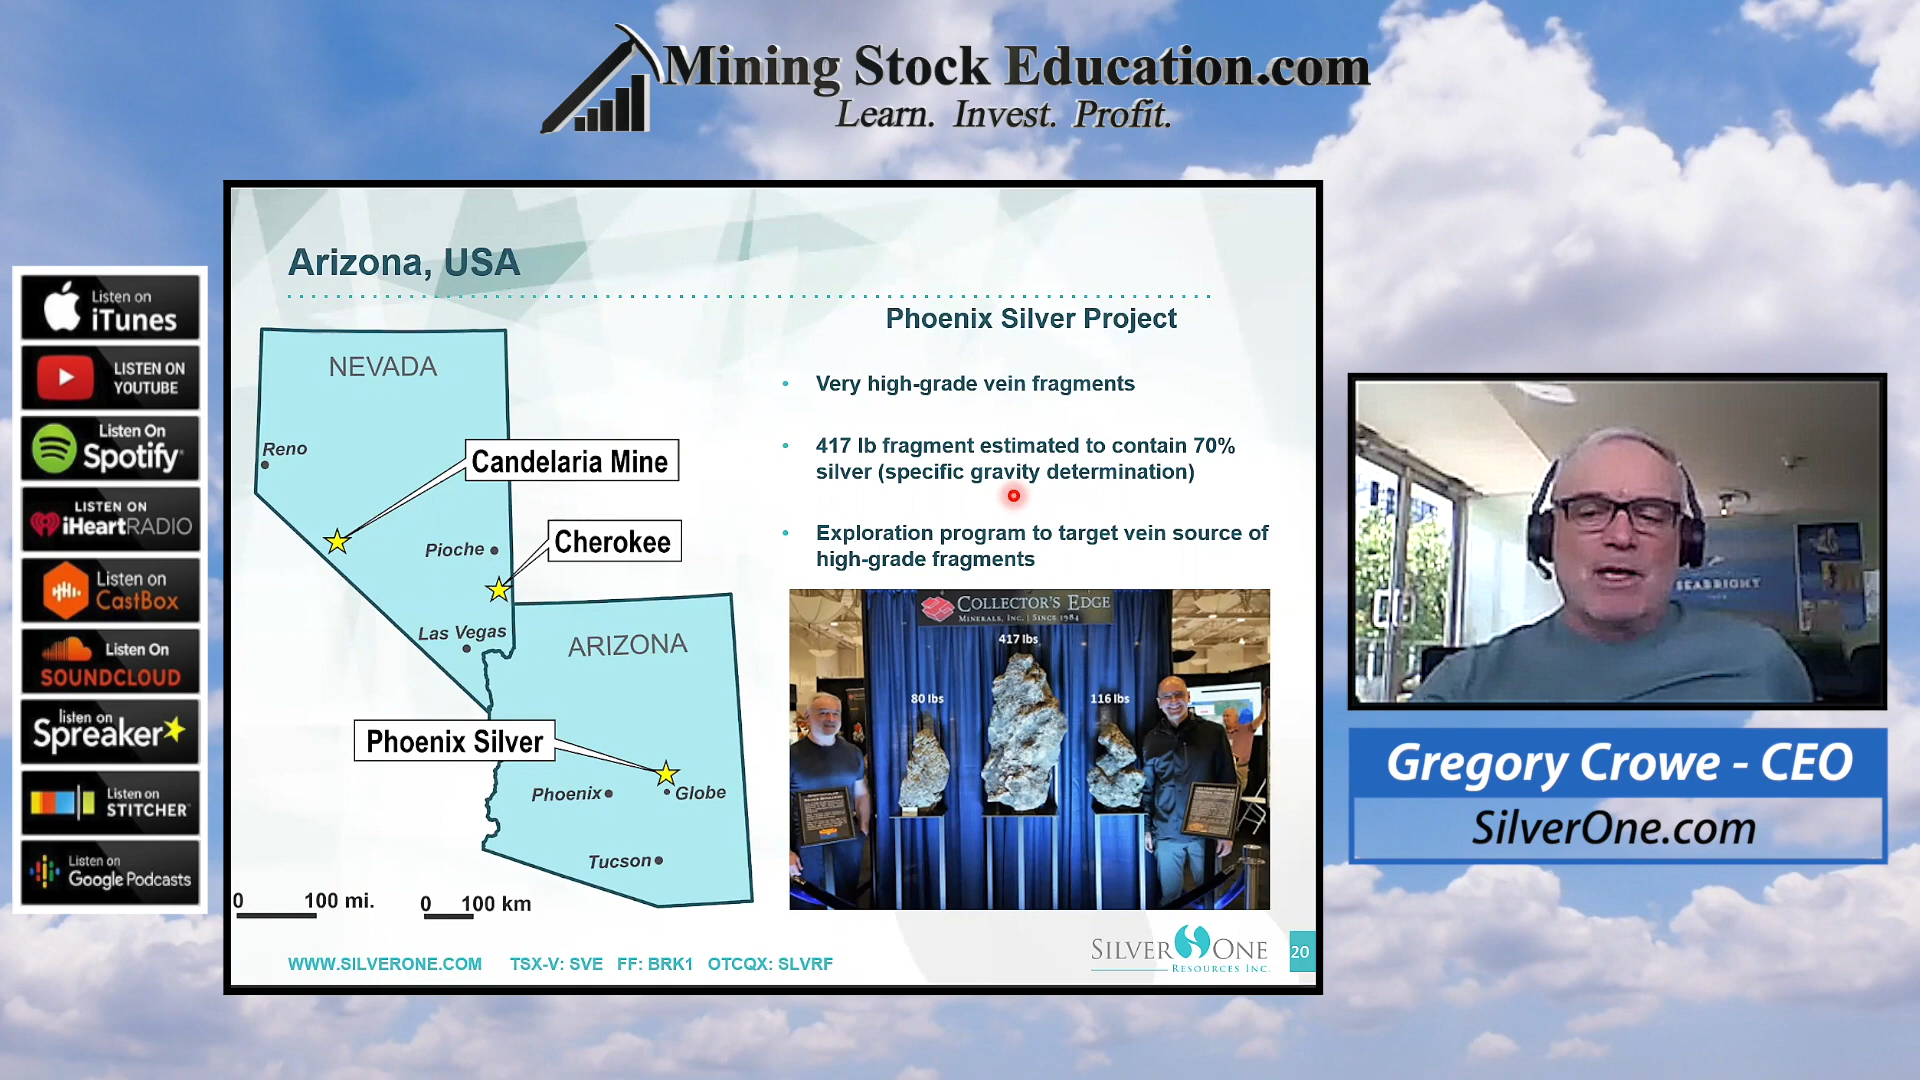 Mining Stock Education.com
Learn. Invest. Profit.
Listen on
iTunes
LISTEN ON
YOUTUBE
Listen On
Spotify
LISTEN ON
iHeartRADIO
Listen on
CastBox
Listen On
SOUNDCLOUD
listen on
Spreaker
Listen on
STITCHER
Listen on
Google Podcasts
Arizona, USA
NEVADA
Reno
Candelaria Mine
Pioche
Cherokee
Las Vegas
ARIZONA
Phoenix Silver
Phoenix
Globe
Tucson
0 100 mi. 0 100 km
Phoenix Silver Project
• Very high-grade vein fragments
• 417 lb fragment estimated to contain 70%
silver (specific gravity determination)
• Exploration program to target vein source of
high-grade fragments
COLLECTOR'S EDGE
MINERALS, INC. | SINCE 1984
417 lbs
80 lbs
116 lbs
WWW.SILVERONE.COM TSX-V: SVE FF: BRK1 OTCQX: SLVRF
SILVER ONE
RESOURCES INC.
20
SEABRIGHT
Gregory Crowe - CEO
SilverOne.com